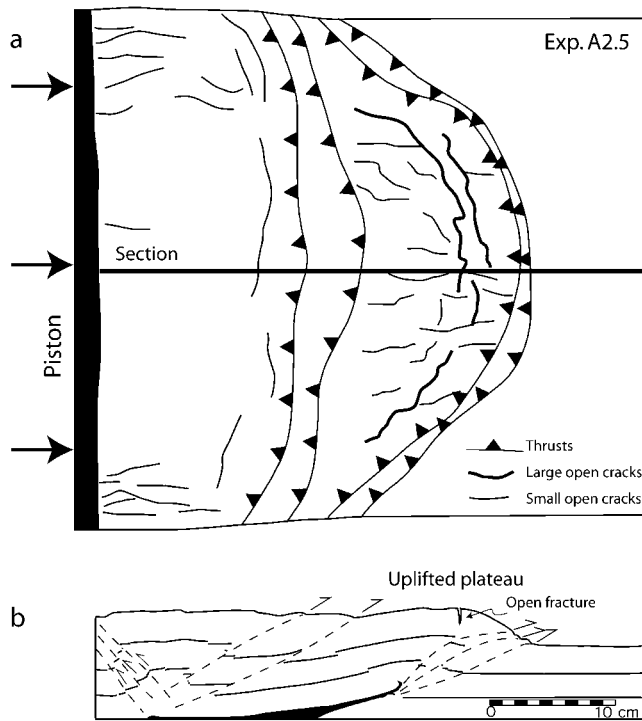 a
Exp. A2.5
Section
Piston
Thrusts
Large open cracks
Small open cracks
b
Uplifted plateau
Open fracture
0
10 cm